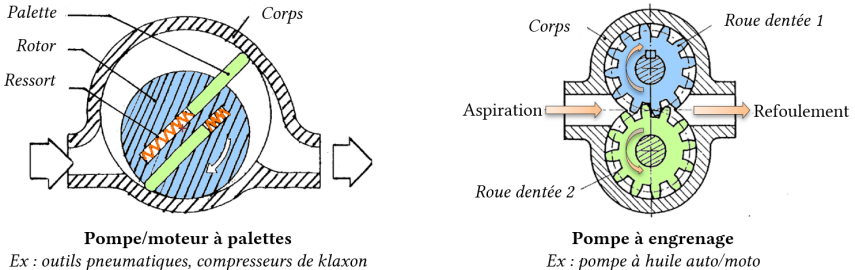 Palette
Corps
Rotor
Ressort
Pompe/moteur à palettes
Ex : outils pneumatiques, compresseurs de klaxon
Corps
Roue dentée 1
Aspiration
Refoulement
Roue dentée 2
Pompe à engrenage
Ex : pompe à huile auto/moto